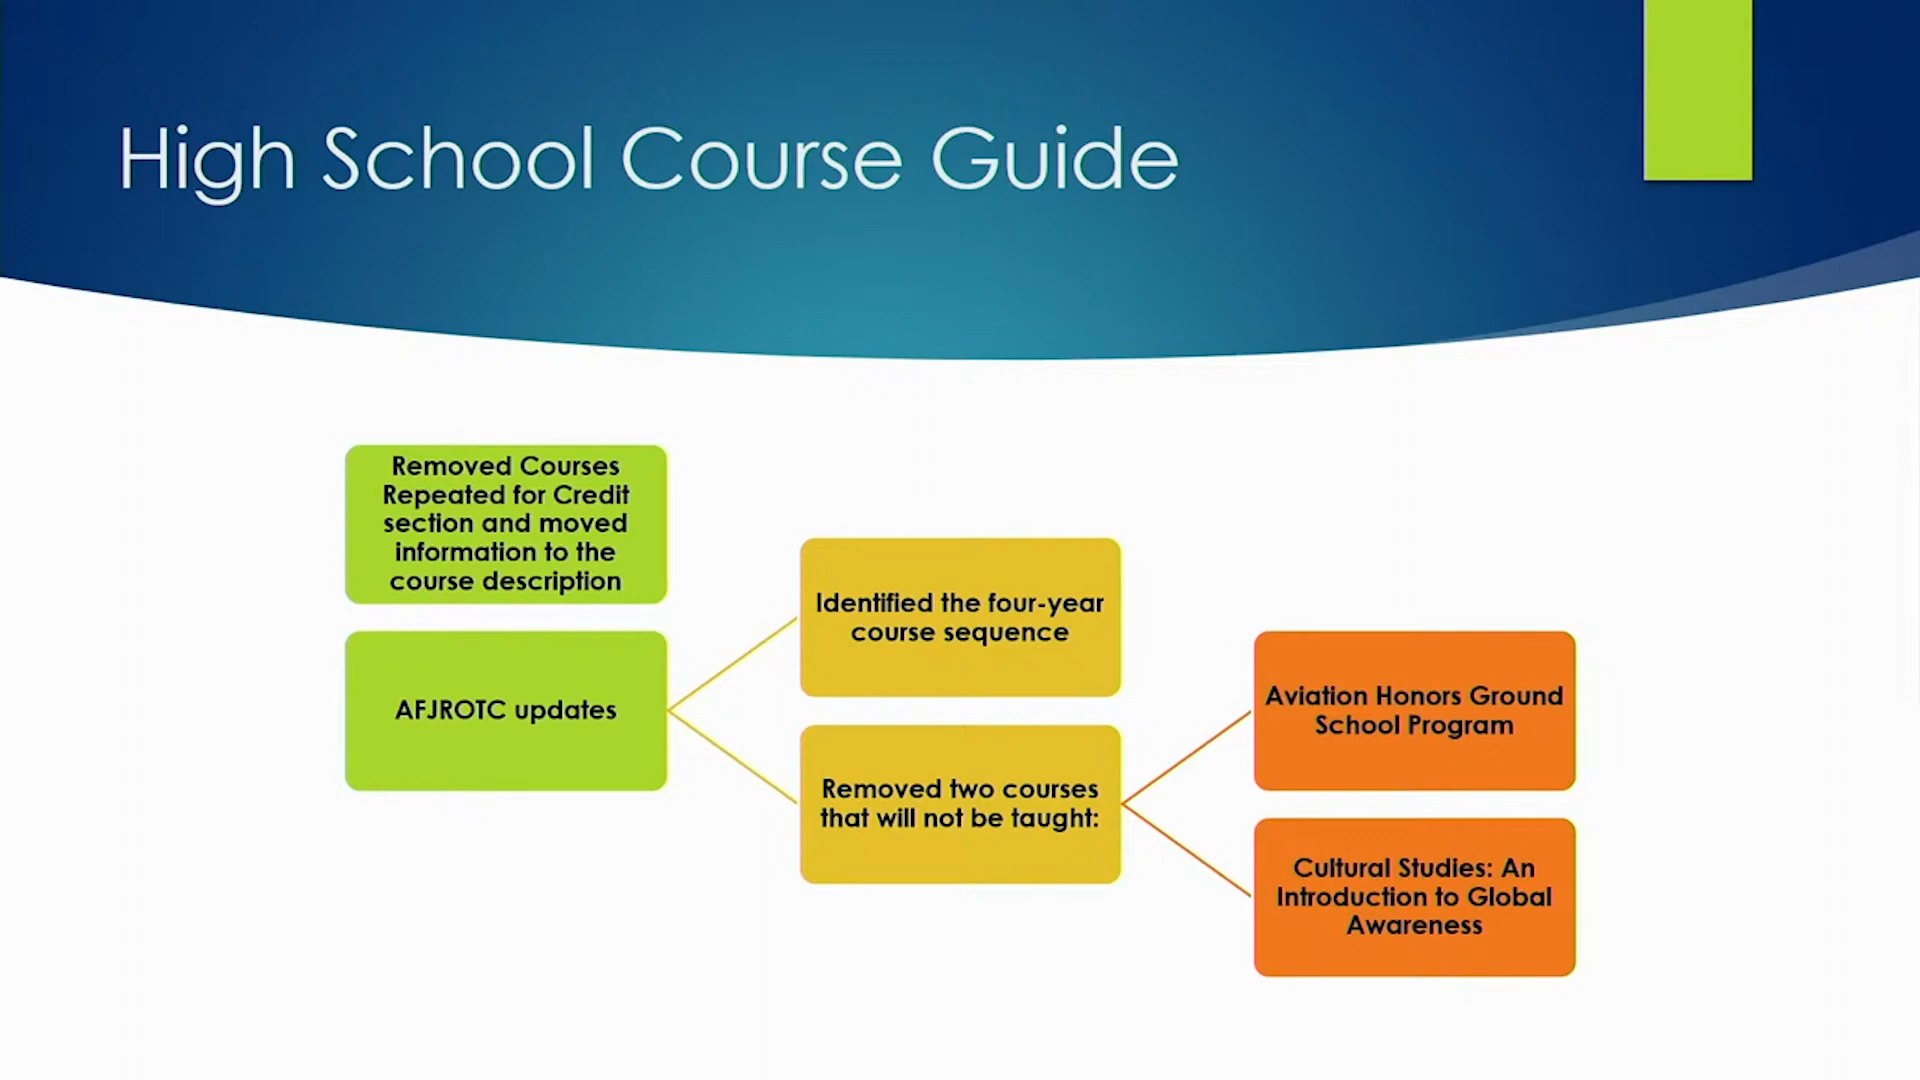 High School Course Guide
Removed Courses
Repeated for Credit
section and moved
information to the
course description
AFJROTC updates
Identified the four-year
course sequence
Removed two courses
that will not be taught:
Aviation Honors Ground
School Program
Cultural Studies: An
Introduction to Global
Awareness